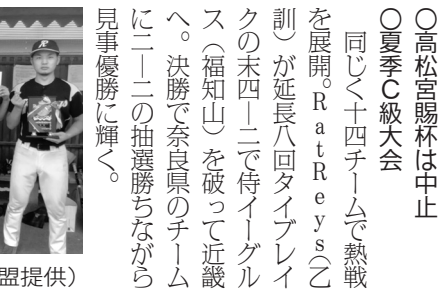 ○高松宮賜杯は中止
○夏季Ｃ級大会
　同じく十四チームで熱戦
を展開。ＲａｔＲｅｙｓ（乙
訓）が延長八回タイブレイ
クの末四―二で侍イーグル
ス（福知山）を破って近畿
へ。決勝で奈良県のチーム
に二―二の抽選勝ちながら
見事優勝に輝く。
盟提供）